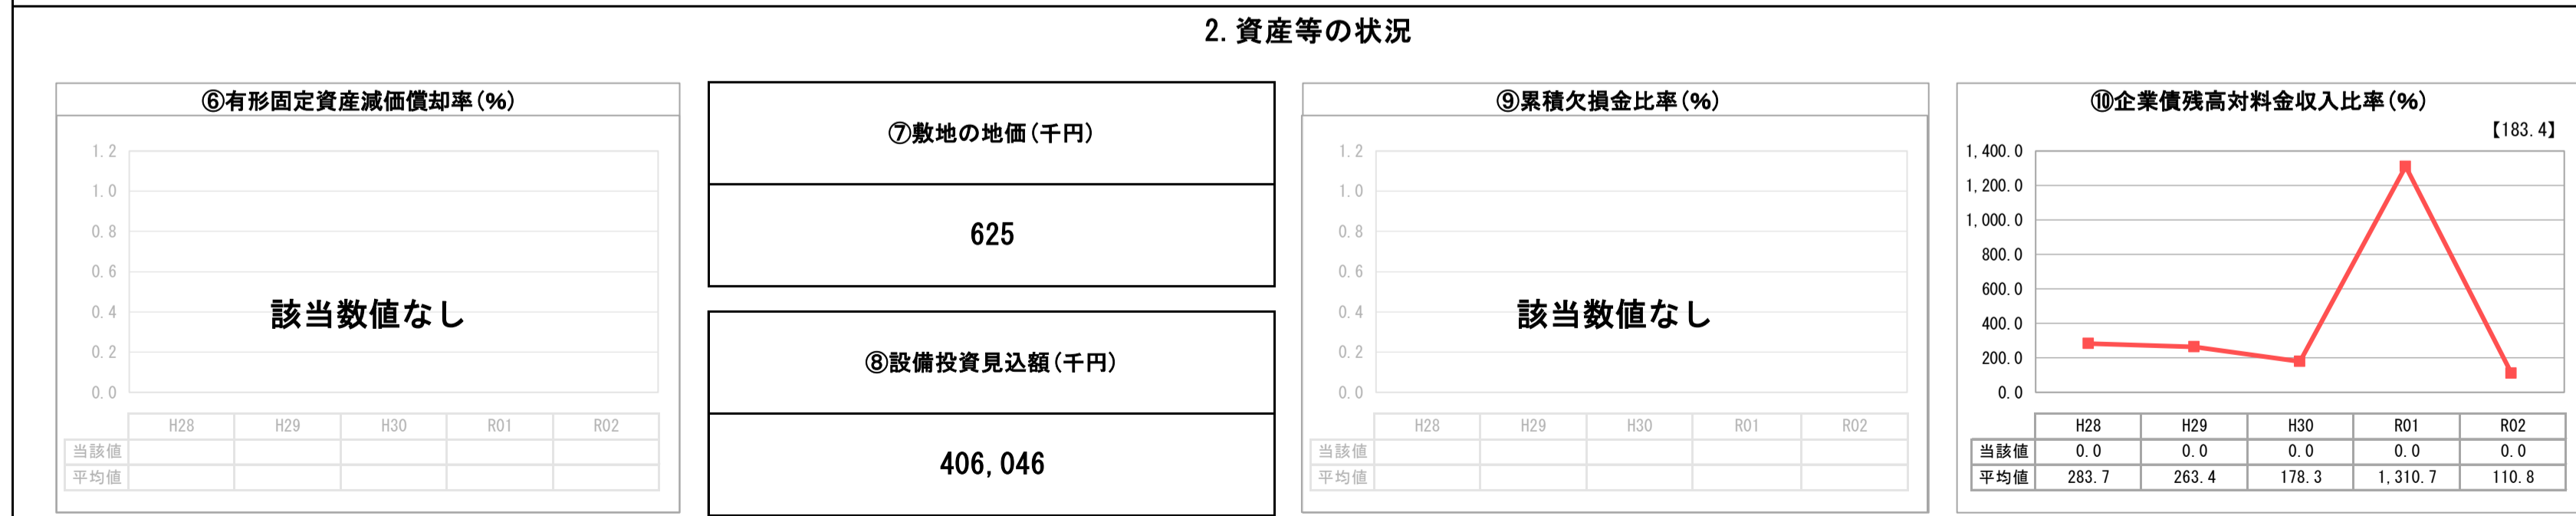 2.資産等の状況
⑥有形固定資産減価償却率(%)
1.2
1.0
0.8
0.6
0.4
0.2
0.0
該当数値なし
H28 H29 H30 R01 R02
当該値
平均値
⑦敷地の地価(千円)
625
⑧設備投資見込額(千円)
406,046
⑨累積欠損金比率(%)
1.2
1.0
0.8
0.6
0.4
0.2
0.0
該当数値なし
H28 H29 H30 R01 R02
当該値
平均値
⑩企業債残高対料金収入比率(%)
【183.4】
1,400.0
1,200.0
1,000.0
800.0
600.0
400.0
200.0
0.0
H28 H29 H30 R01 R02
当該値 0.0 0.0 0.0 0.0 0.0
平均値 283.7 263.4 178.3 1,310.7 110.8